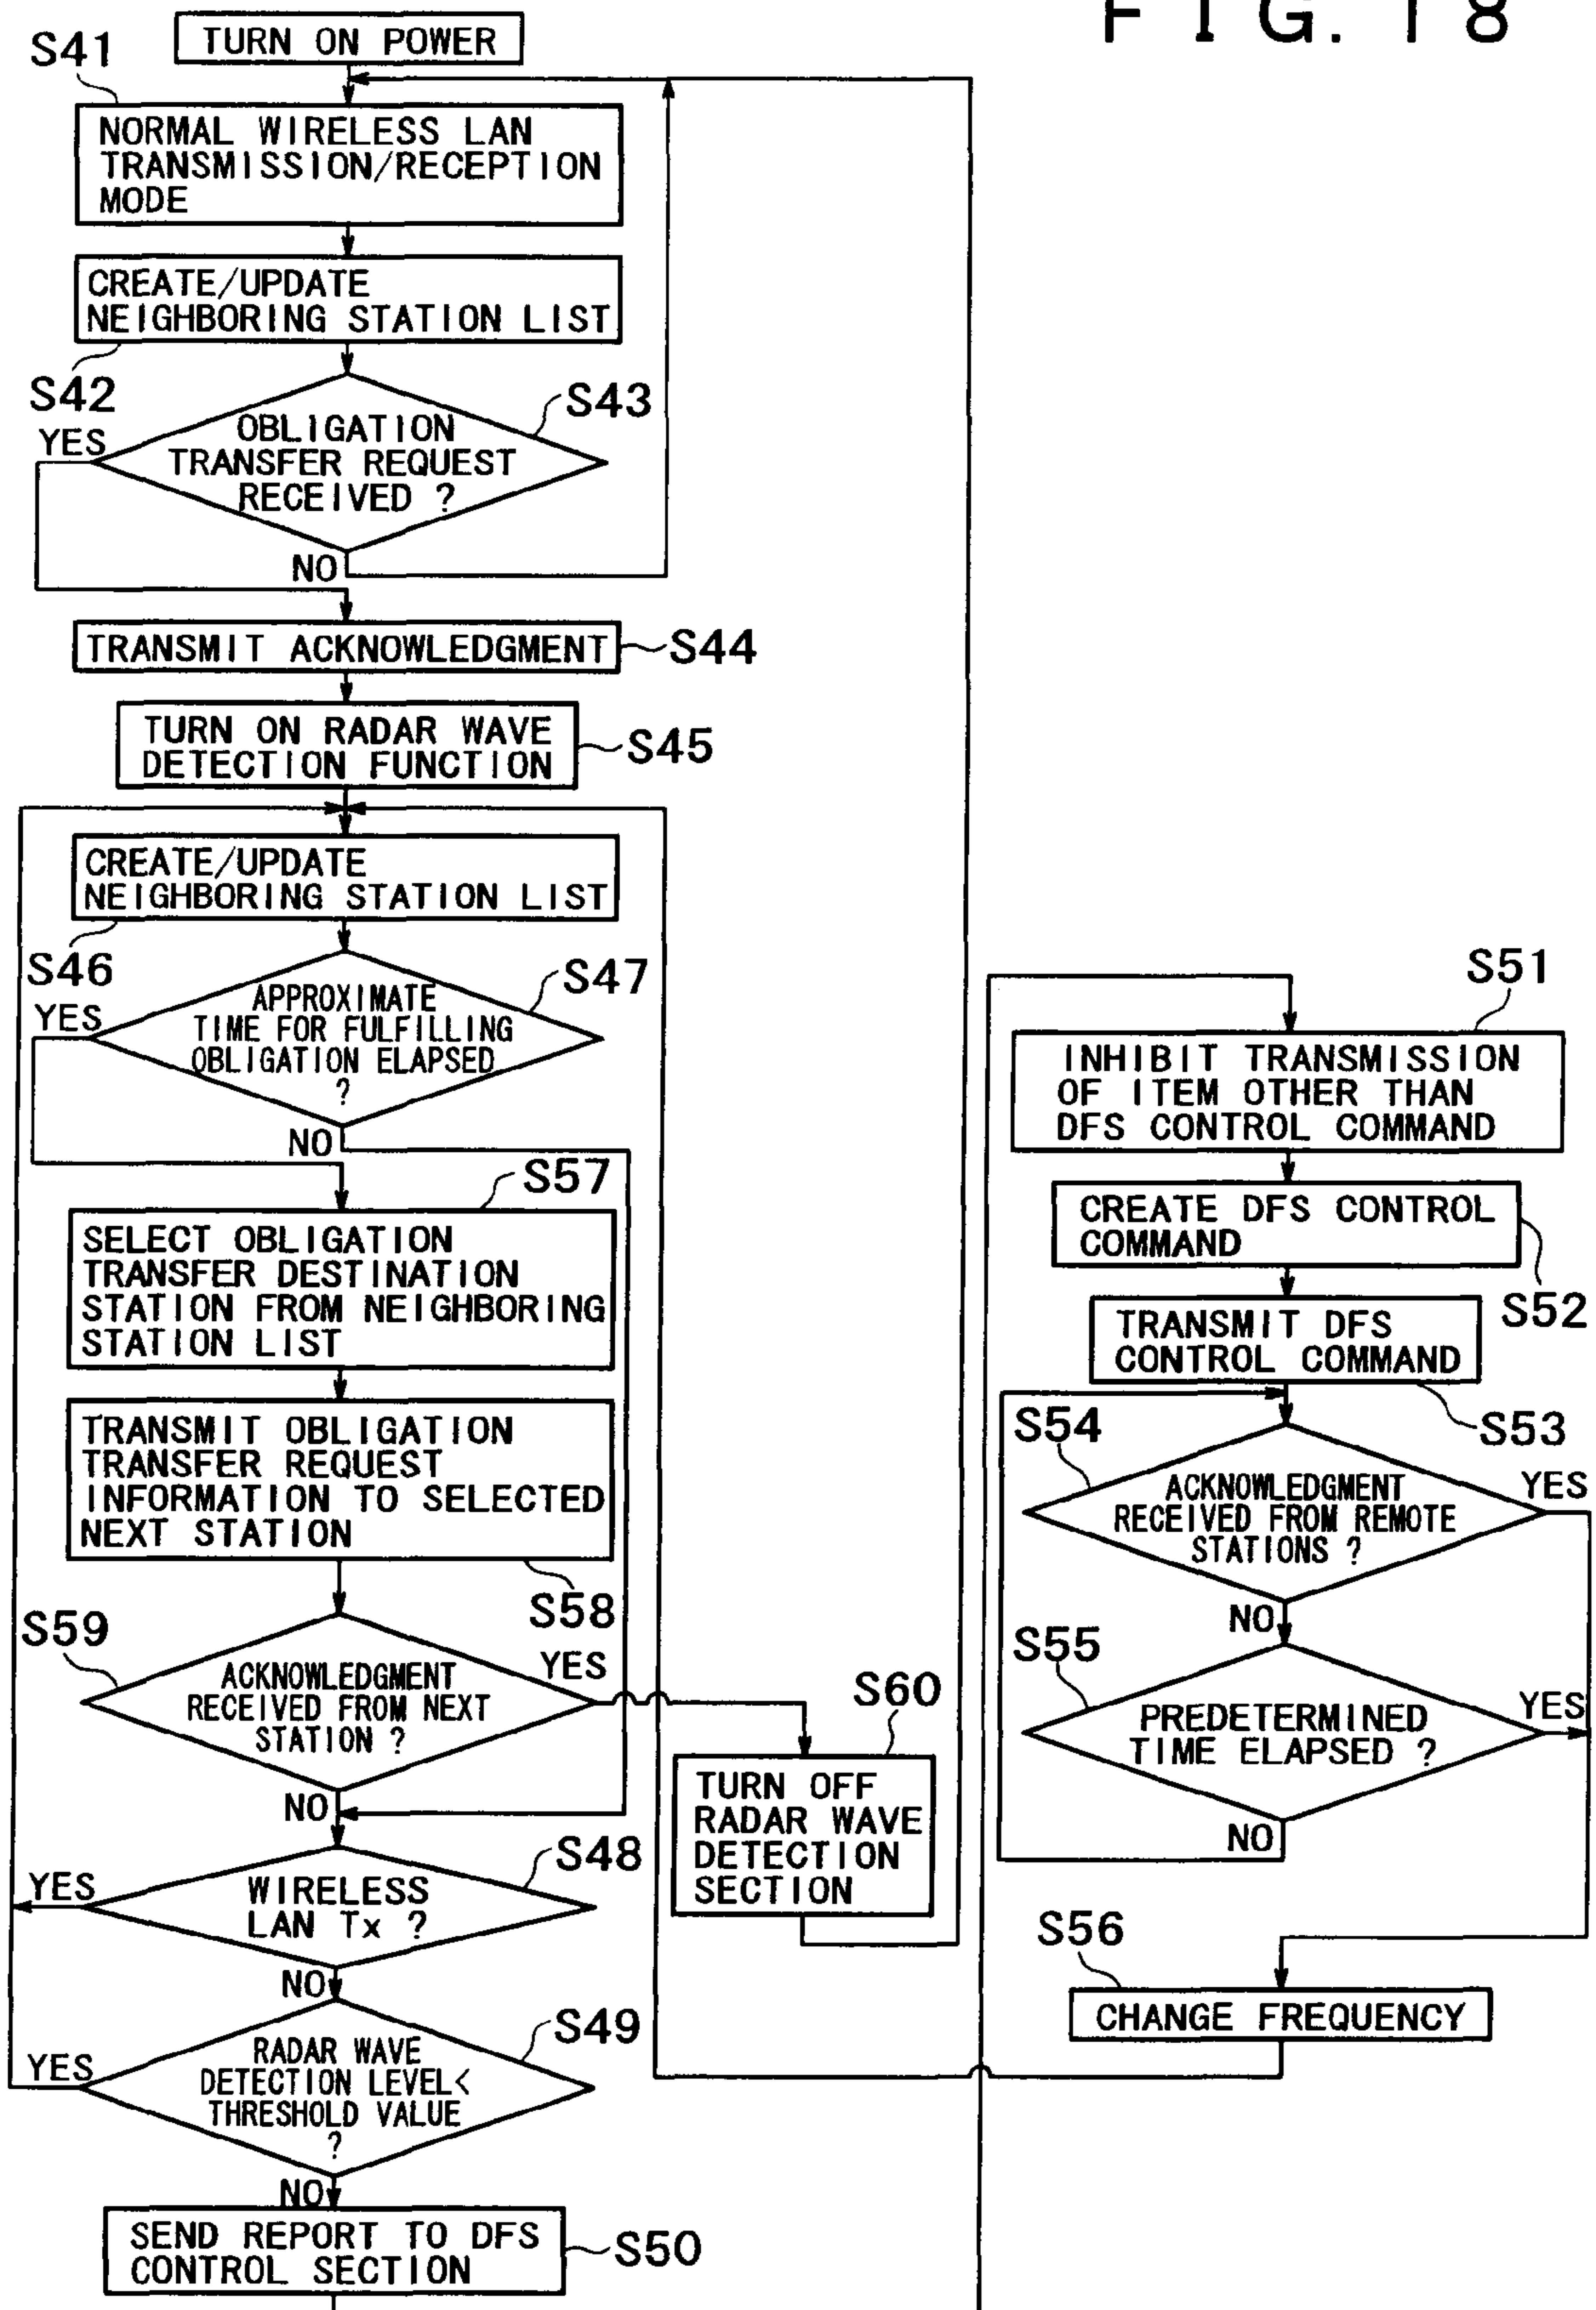 FIG. 18
TURN ON POWER
S41
NORMAL WIRELESS LAN
TRANSMISSION/RECEPTION
MODE
CREATE/UPDATE
NEIGHBORING STATION LIST
S42
S43
YES
OBLIGATION
TRANSFER REQUEST
RECEIVED ?
NO
TRANSMIT ACKNOWLEDGMENT
S44
TURN ON RADAR WAVE
DETECTION FUNCTION
S45
CREATE/UPDATE
NEIGHBORING STATION LIST
S46
S47
YES
APPROXIMATE
TIME FOR FULFILLING
OBLIGATION ELAPSED
?
NO
S57
SELECT OBLIGATION
TRANSFER DESTINATION
STATION FROM NEIGHBORING
STATION LIST
TRANSMIT OBLIGATION
TRANSFER REQUEST
INFORMATION TO SELECTED
NEXT STATION
S58
S59
ACKNOWLEDGMENT
RECEIVED FROM NEXT
STATION ?
YES
NO
S60
TURN OFF
RADAR WAVE
DETECTION
SECTION
S48
YES
WIRELESS
LAN Tx ?
NO
S49
YES
RADAR WAVE
DETECTION LEVEL<
THRESHOLD VALUE
?
NO
SEND REPORT TO DFS
CONTROL SECTION
S50
S51
INHIBIT TRANSMISSION
OF ITEM OTHER THAN
DFS CONTROL COMMAND
CREATE DFS CONTROL
COMMAND
S52
TRANSMIT DFS
CONTROL COMMAND
S53
S54
ACKNOWLEDGMENT
RECEIVED FROM REMOTE
STATIONS ?
YES
NO
S55
PREDETERMINED
TIME ELAPSED ?
YES
NO
S56
CHANGE FREQUENCY